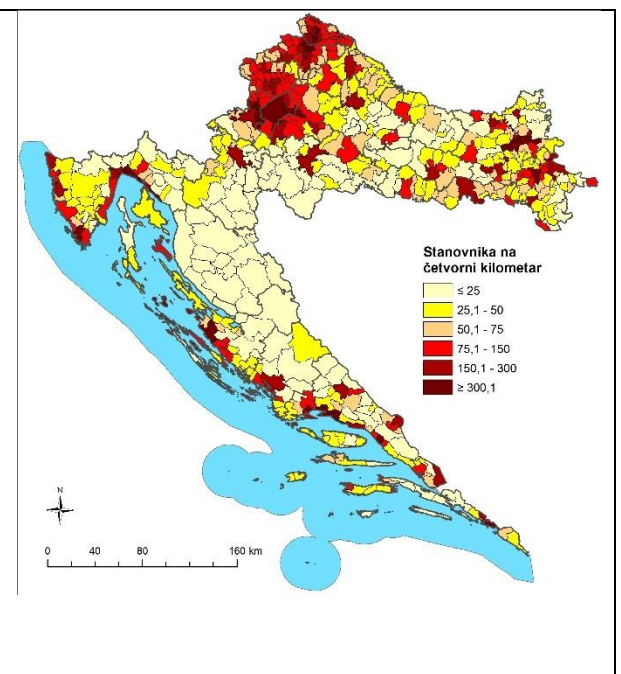 Stanovnika na
četvorni kilometar
≤ 25
25,1 - 50
50,1 - 75
75,1 - 150
150,1 - 300
≥ 300,1
N
0 40 80 160 km